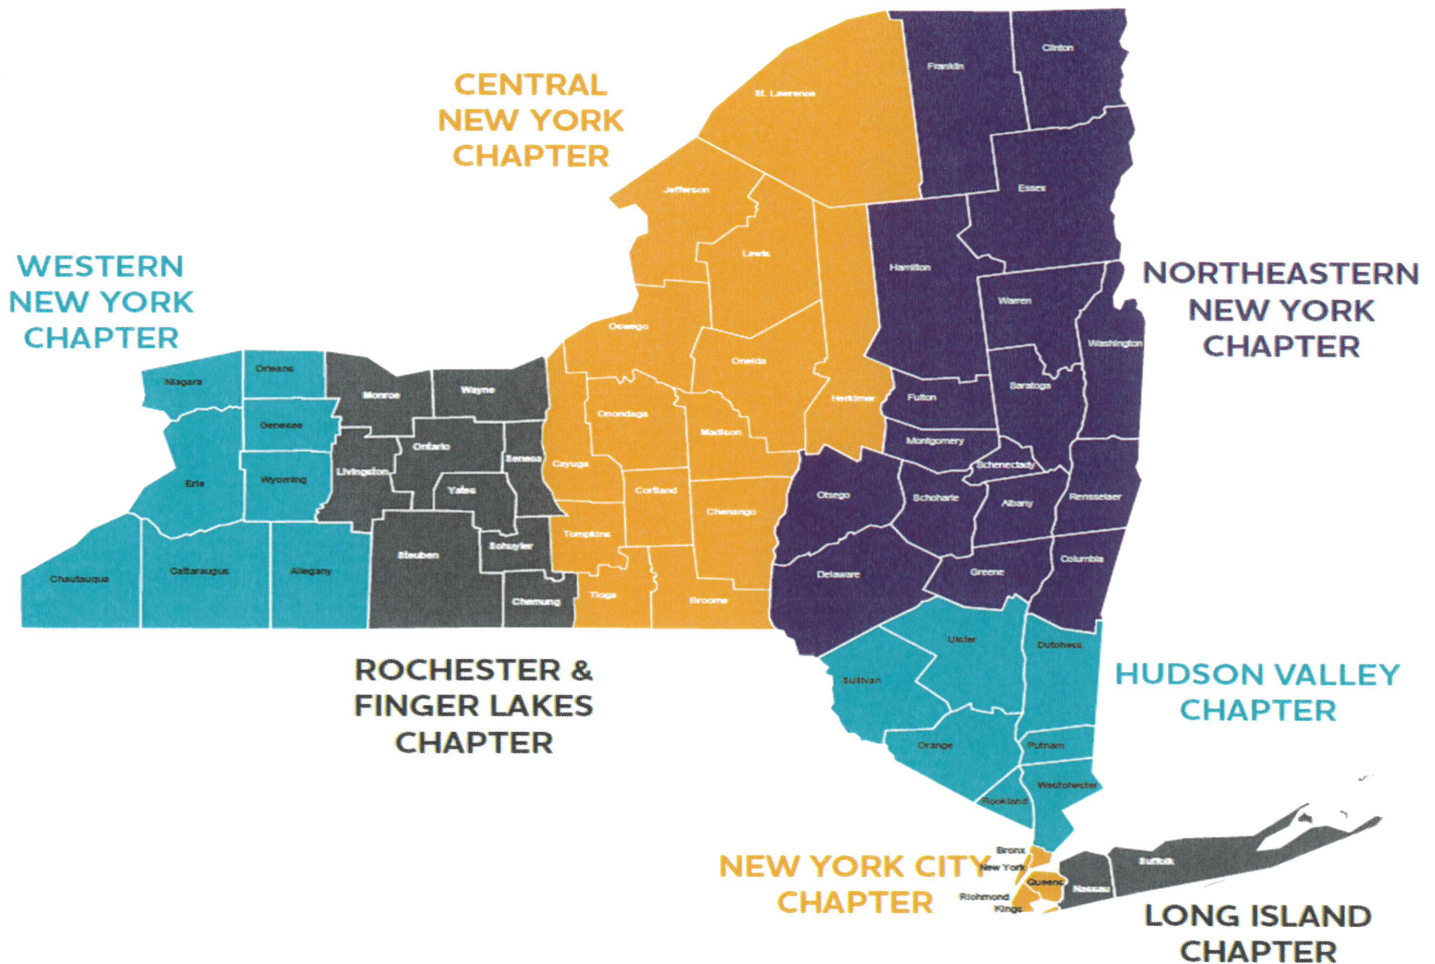 CENTRAL
NEW YORK
CHAPTER
WESTERN
NEW YORK
CHAPTER
NORTHEASTERN
NEW YORK
CHAPTER
ROCHESTER &
FINGER LAKES
CHAPTER
HUDSON VALLEY
CHAPTER
NEW YORK CITY
CHAPTER
LONG ISLAND
CHAPTER
Clinton
Franklin
St. Lawrence
Essex
Jefferson
Lewis
Hamilton
Warren
Oswego
Washington
Oneida
Herkimer
Saratoga
Fulton
Niagara
Orleans
Monroe
Wayne
Genesee
Onondaga
Madison
Montgomery
Ontario
Seneca
Cayuga
Schenectady
Livingston
Erie
Wyoming
Yates
Cortland
Otsego
Schoharie
Albany
Rensselaer
Chenango
Tompkins
Schuyler
Steuben
Columbia
Greene
Delaware
Chautauqua
Cattaraugus
Allegany
Chemung
Tioga
Broome
Ulster
Dutchess
Sullivan
Orange
Putnam
Westchester
Rockland
Bronx
New York
Queens
Richmond
Kings
Nassau
Suffolk